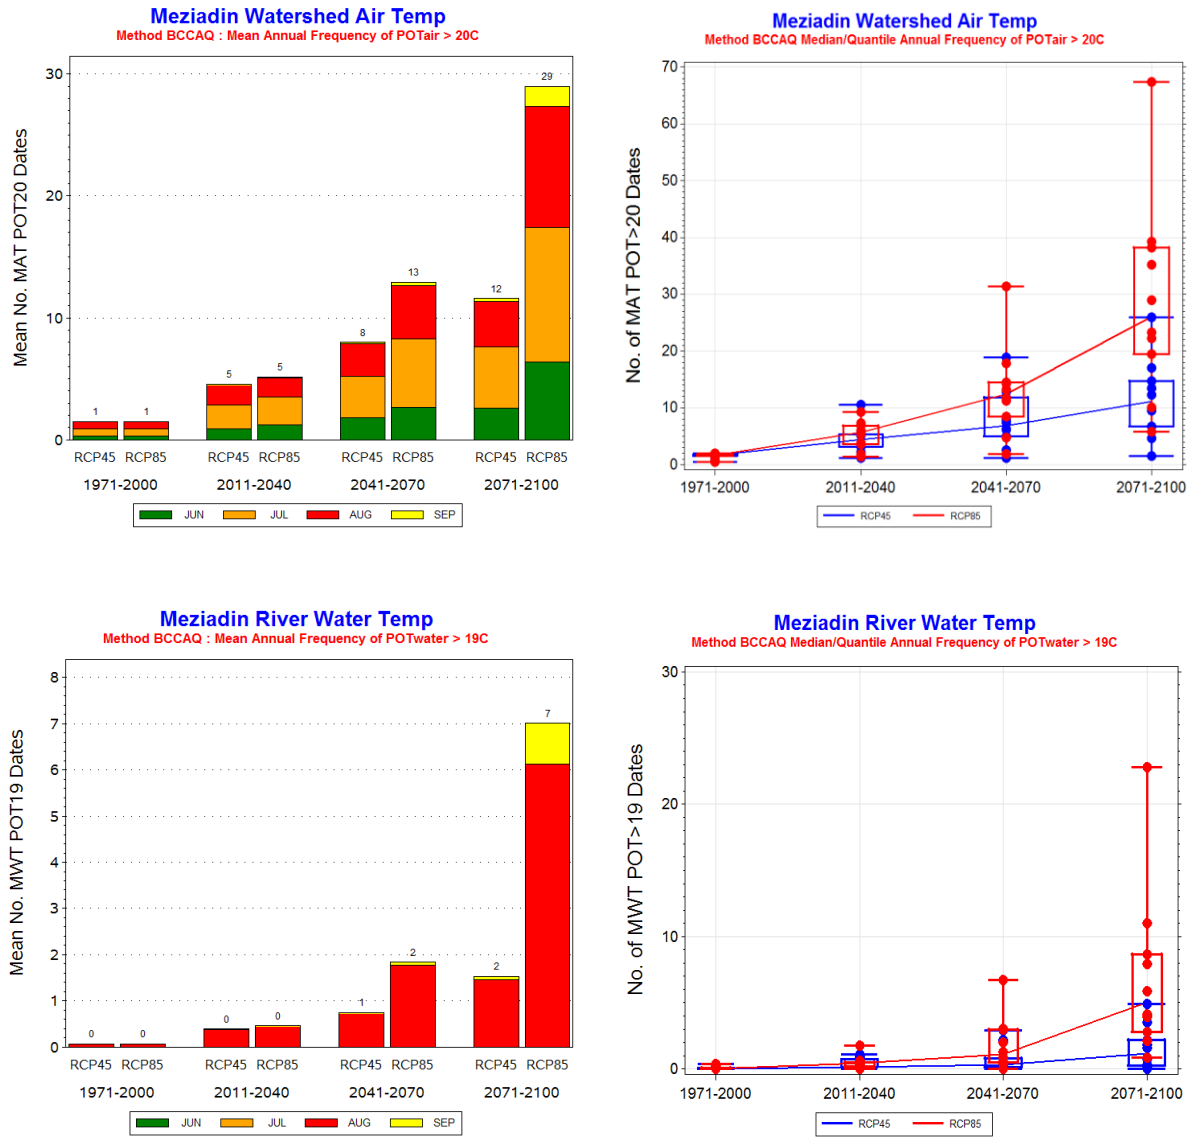 Meziadin Watershed Air Temp
Method BCCAQ : Mean Annual Frequency of POTair > 20C
Mean No. MAT POT20 Dates
30
20
10
0
1 1 5 5 8 13 12 29
RCP45 RCP85 RCP45 RCP85 RCP45 RCP85 RCP45 RCP85
1971-2000 2011-2040 2041-2070 2071-2100
JUN JUL AUG SEP
Meziadin Watershed Air Temp
Method BCCAQ Median/Quantile Annual Frequency of POTair > 20C
No. of MAT POT>20 Dates
70
60
50
40
30
20
10
0
1971-2000 2011-2040 2041-2070 2071-2100
RCP45 RCP85
Meziadin River Water Temp
Method BCCAQ : Mean Annual Frequency of POTwater > 19C
Mean No. MWT POT19 Dates
8
7
6
5
4
3
2
1
0
0 0 0 0 1 2 2 7
RCP45 RCP85 RCP45 RCP85 RCP45 RCP85 RCP45 RCP85
1971-2000 2011-2040 2041-2070 2071-2100
JUN JUL AUG SEP
Meziadin River Water Temp
Method BCCAQ Median/Quantile Annual Frequency of POTwater > 19C
No. of MWT POT>19 Dates
30
20
10
0
1971-2000 2011-2040 2041-2070 2071-2100
RCP45 RCP85